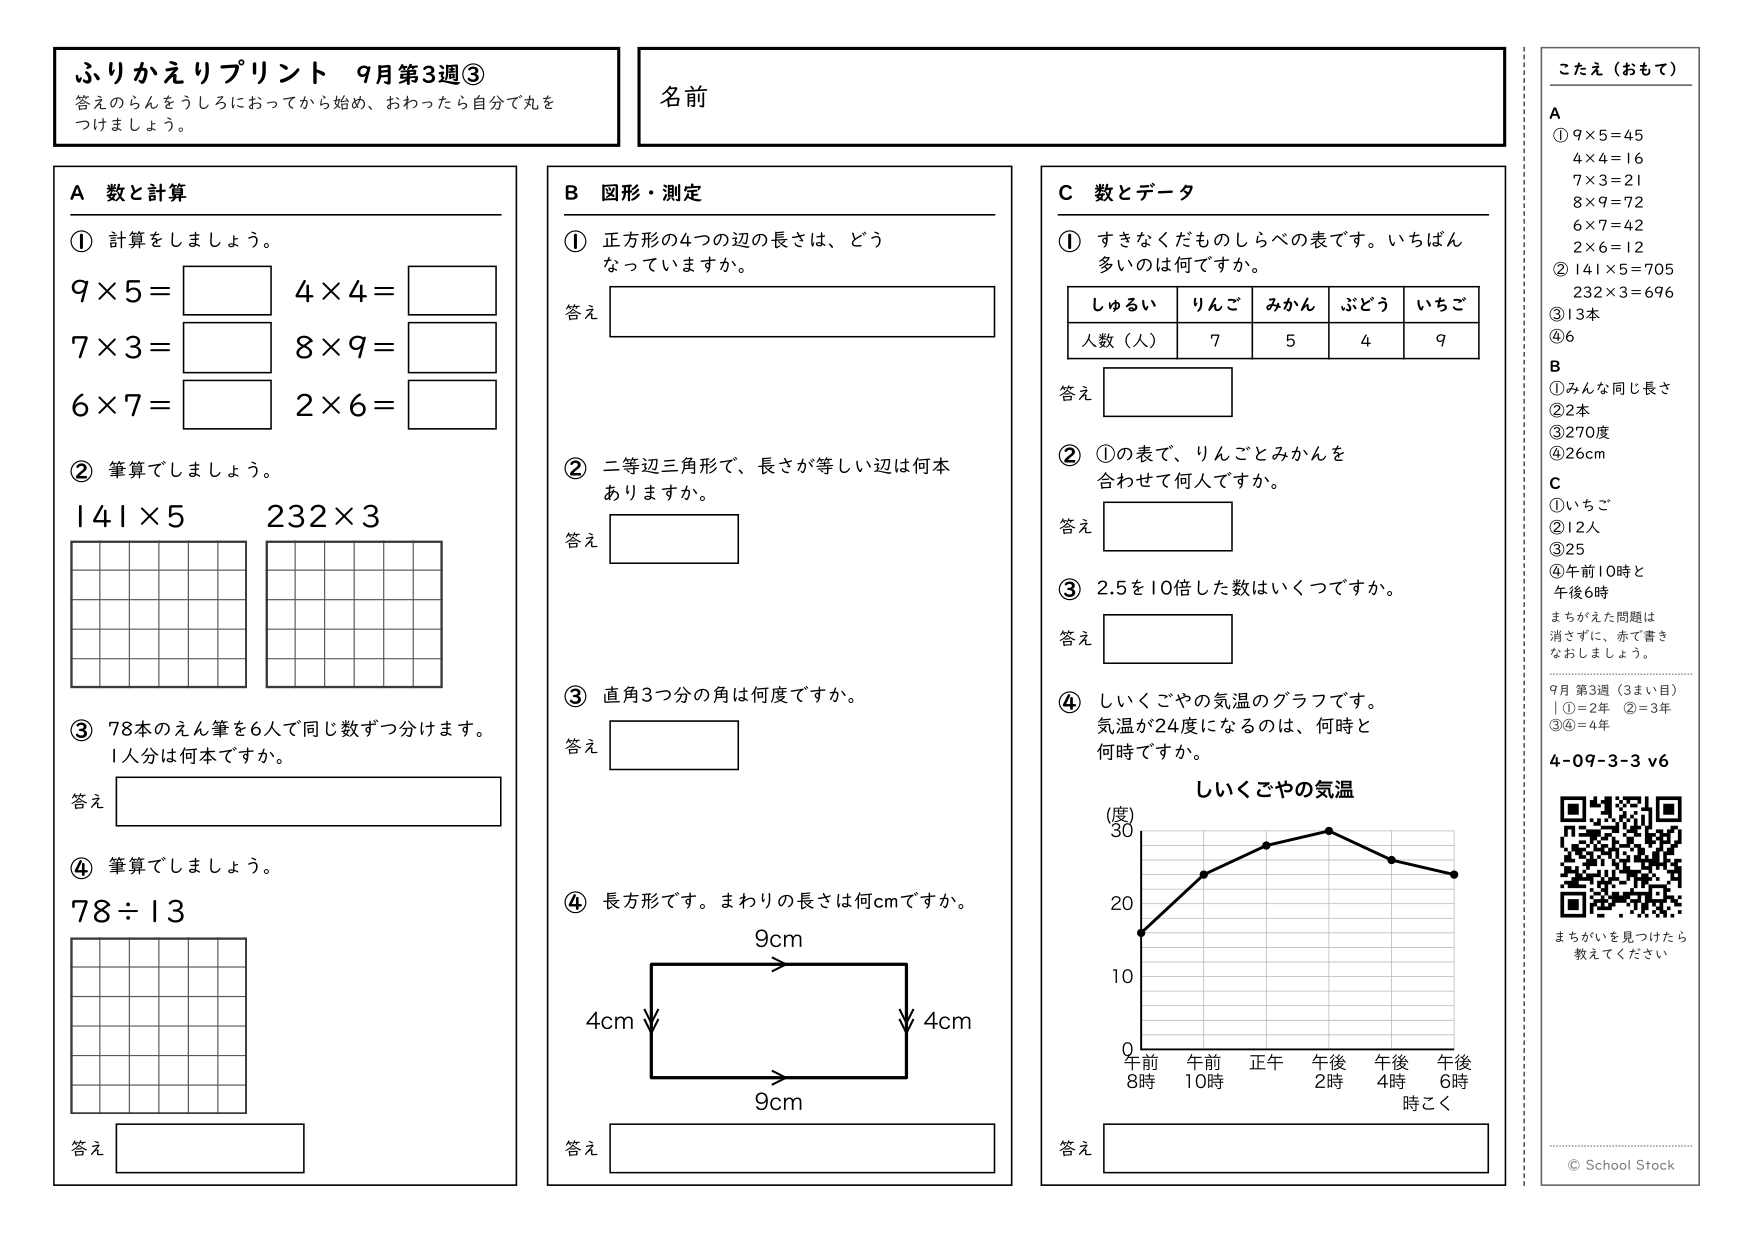 ふりかえりプリント　9月第3週③
答えのらんをうしろにおってから始め、おわったら自分で丸を
つけましょう。
名前
A　数と計算
① 計算をしましょう。
9×5=　4×4=
7×3=　8×9=
6×7=　2×6=
② 筆算でしましょう。
141×5　232×3
③ 78本のえん筆を6人で同じ数ずつ分けます。
1人分は何本ですか。
答え
④ 筆算でしましょう。
78÷13
答え
B　図形・測定
① 正方形の4つの辺の長さは、どう
なっていますか。
答え
② 二等辺三角形で、長さが等しい辺は何本
ありますか。
答え
③ 直角3つ分の角は何度ですか。
答え
④ 長方形です。まわりの長さは何cmですか。
9cm
4cm　4cm
9cm
答え
C　数とデータ
① すきなくだものしらべの表です。いちばん
多いのは何ですか。
しゅるい　りんご　みかん　ぶどう　いちご
人数（人）　7　5　4　9
答え
② ①の表で、りんごとみかんを
合わせて何人ですか。
答え
③ 2.5を10倍した数はいくつですか。
答え
④ しいくごやの気温のグラフです。
気温が24度になるのは、何時と
何時ですか。
しいくごやの気温
(度)
30
20
10
0
午前　午前　正午　午後　午後　午後
8時　10時　2時　4時　6時
時こく
答え
こたえ（おもて）
A
①9×5=45
4×4=16
7×3=21
8×9=72
6×7=42
2×6=12
②141×5=705
232×3=696
③13本
④6
B
①みんな同じ長さ
②2本
③270度
④26cm
C
①いちご
②12人
③25
④午前10時と
午後6時
まちがえた問題は
消さずに、赤で書き
なおしましょう。
9月 第3週（3まい目）
｜①=2年　②=3年
③④=4年
4-09-3-3 v6
まちがいを見つけたら
教えてください
© School Stock